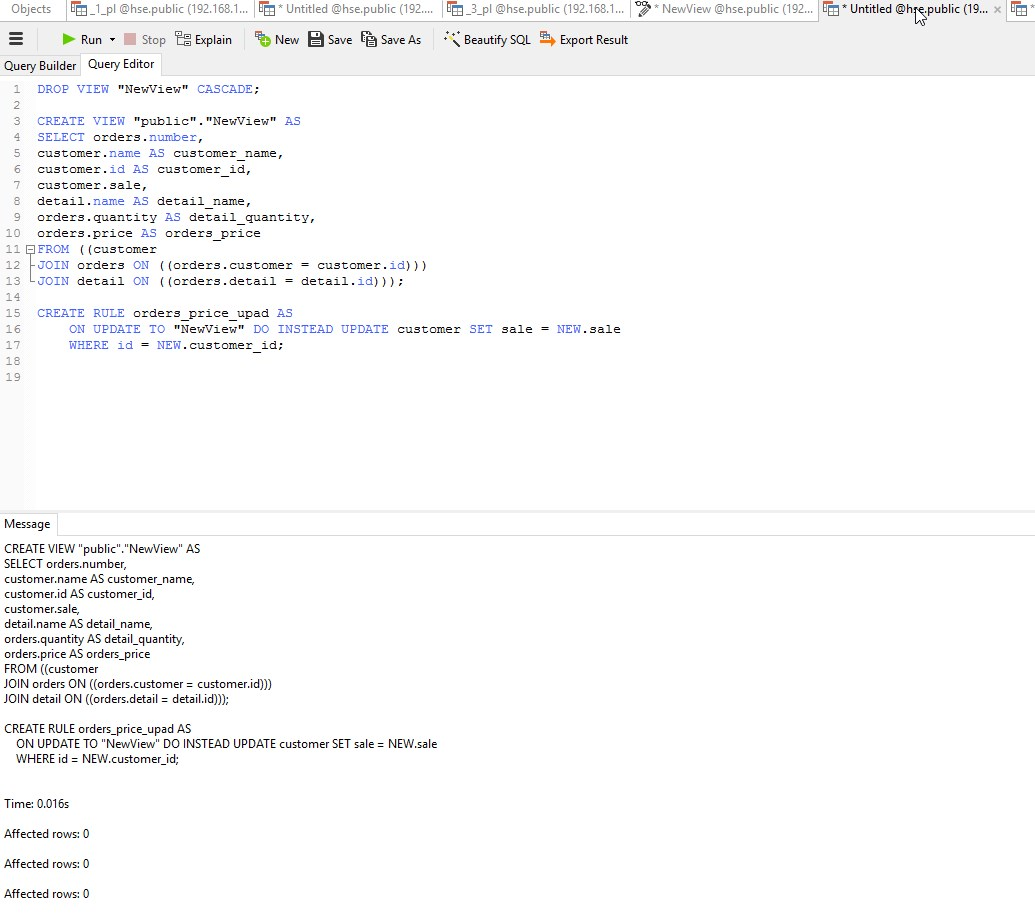 Objects _1_pl @hse.public (192.168.1... * Untitled @hse.public (192.... _3_pl @hse.public (192.168.1... * NewView @hse.public (192... * Untitled @hse.public (19... ×
Run Stop Explain New Save Save As Beautify SQL Export Result
Query Builder Query Editor
1 DROP VIEW "NewView" CASCADE;
2
3 CREATE VIEW "public"."NewView" AS
4 SELECT orders.number,
5 customer.name AS customer_name,
6 customer.id AS customer_id,
7 customer.sale,
8 detail.name AS detail_name,
9 orders.quantity AS detail_quantity,
10 orders.price AS orders_price
11 FROM ((customer
12 JOIN orders ON ((orders.customer = customer.id)))
13 JOIN detail ON ((orders.detail = detail.id)));
14
15 CREATE RULE orders_price_upad AS
16 ON UPDATE TO "NewView" DO INSTEAD UPDATE customer SET sale = NEW.sale
17 WHERE id = NEW.customer_id;
18
19
Message
CREATE VIEW "public"."NewView" AS
SELECT orders.number,
customer.name AS customer_name,
customer.id AS customer_id,
customer.sale,
detail.name AS detail_name,
orders.quantity AS detail_quantity,
orders.price AS orders_price
FROM ((customer
JOIN orders ON ((orders.customer = customer.id)))
JOIN detail ON ((orders.detail = detail.id)));
CREATE RULE orders_price_upad AS
ON UPDATE TO "NewView" DO INSTEAD UPDATE customer SET sale = NEW.sale
WHERE id = NEW.customer_id;
Time: 0.016s
Affected rows: 0
Affected rows: 0
Affected rows: 0